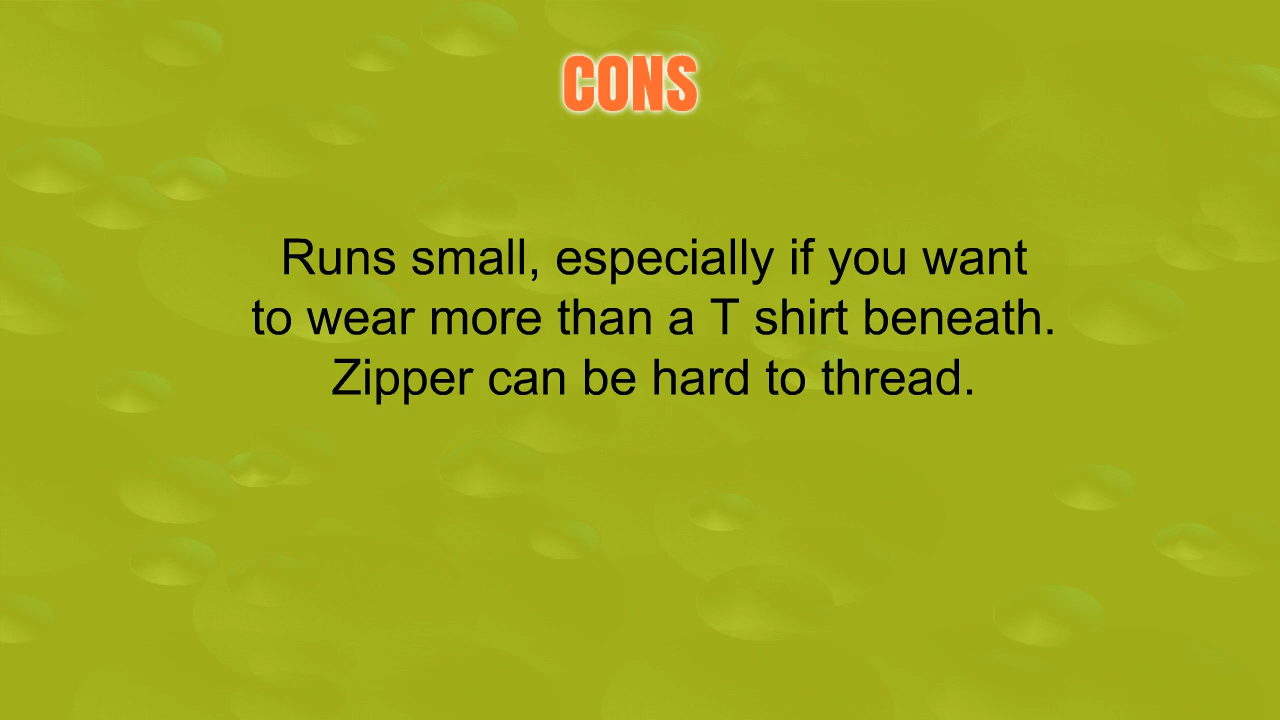 CONS
Runs small, especially if you want
to wear more than a T shirt beneath.
Zipper can be hard to thread.